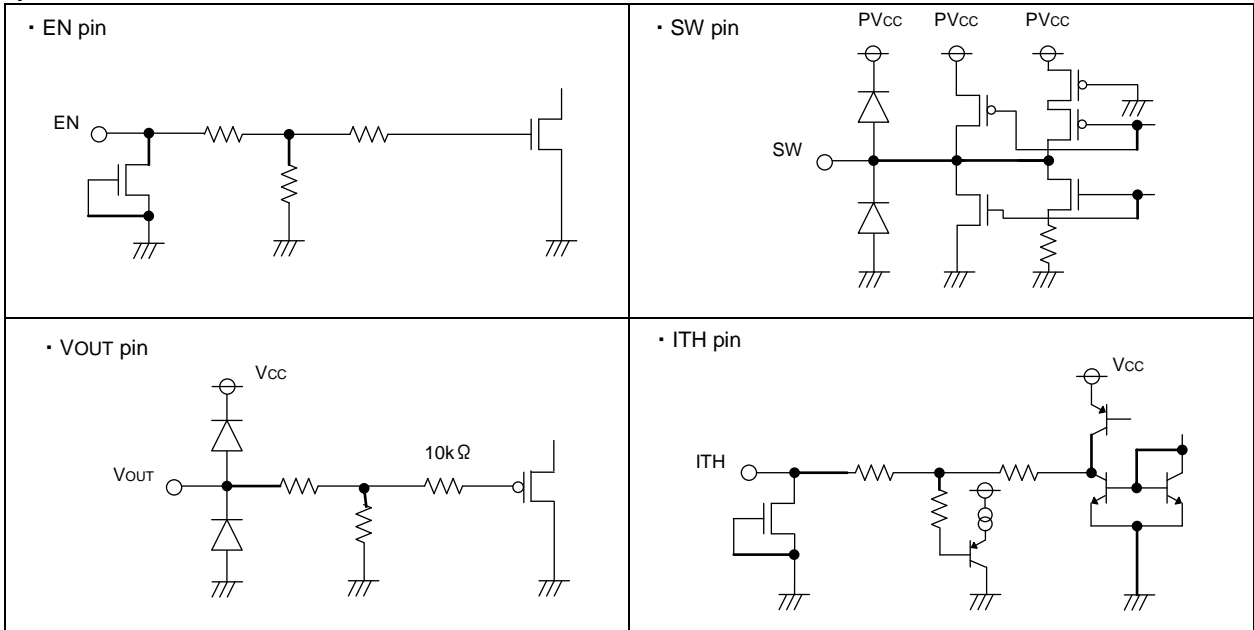 ・EN pin
EN
・SW pin
PVCC PVCC PVCC
SW
・VOUT pin
VCC
VOUT
10kΩ
・ITH pin
VCC
ITH